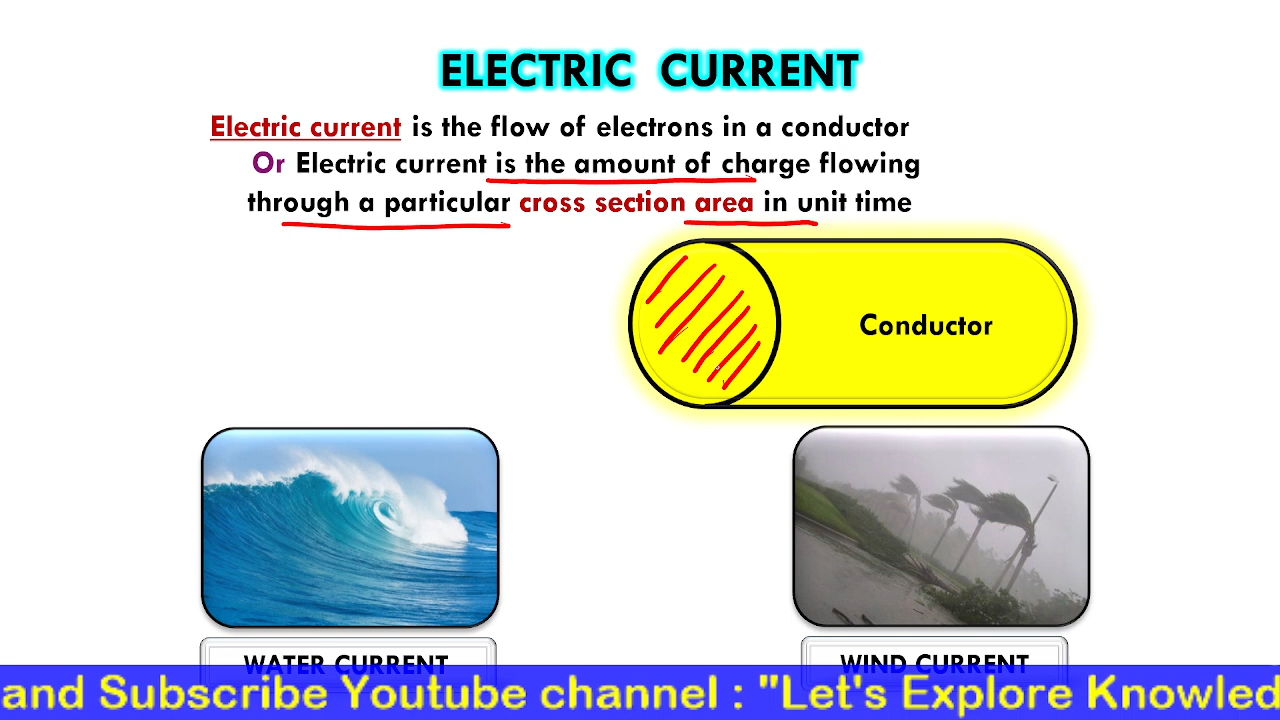 ELECTRIC CURRENT
Electric current is the flow of electrons in a conductor
Or Electric current is the amount of charge flowing
through a particular cross section area in unit time
Conductor
WATER CURRENT
WIND CURRENT
and Subscribe Youtube channel : "Let's Explore Knowled